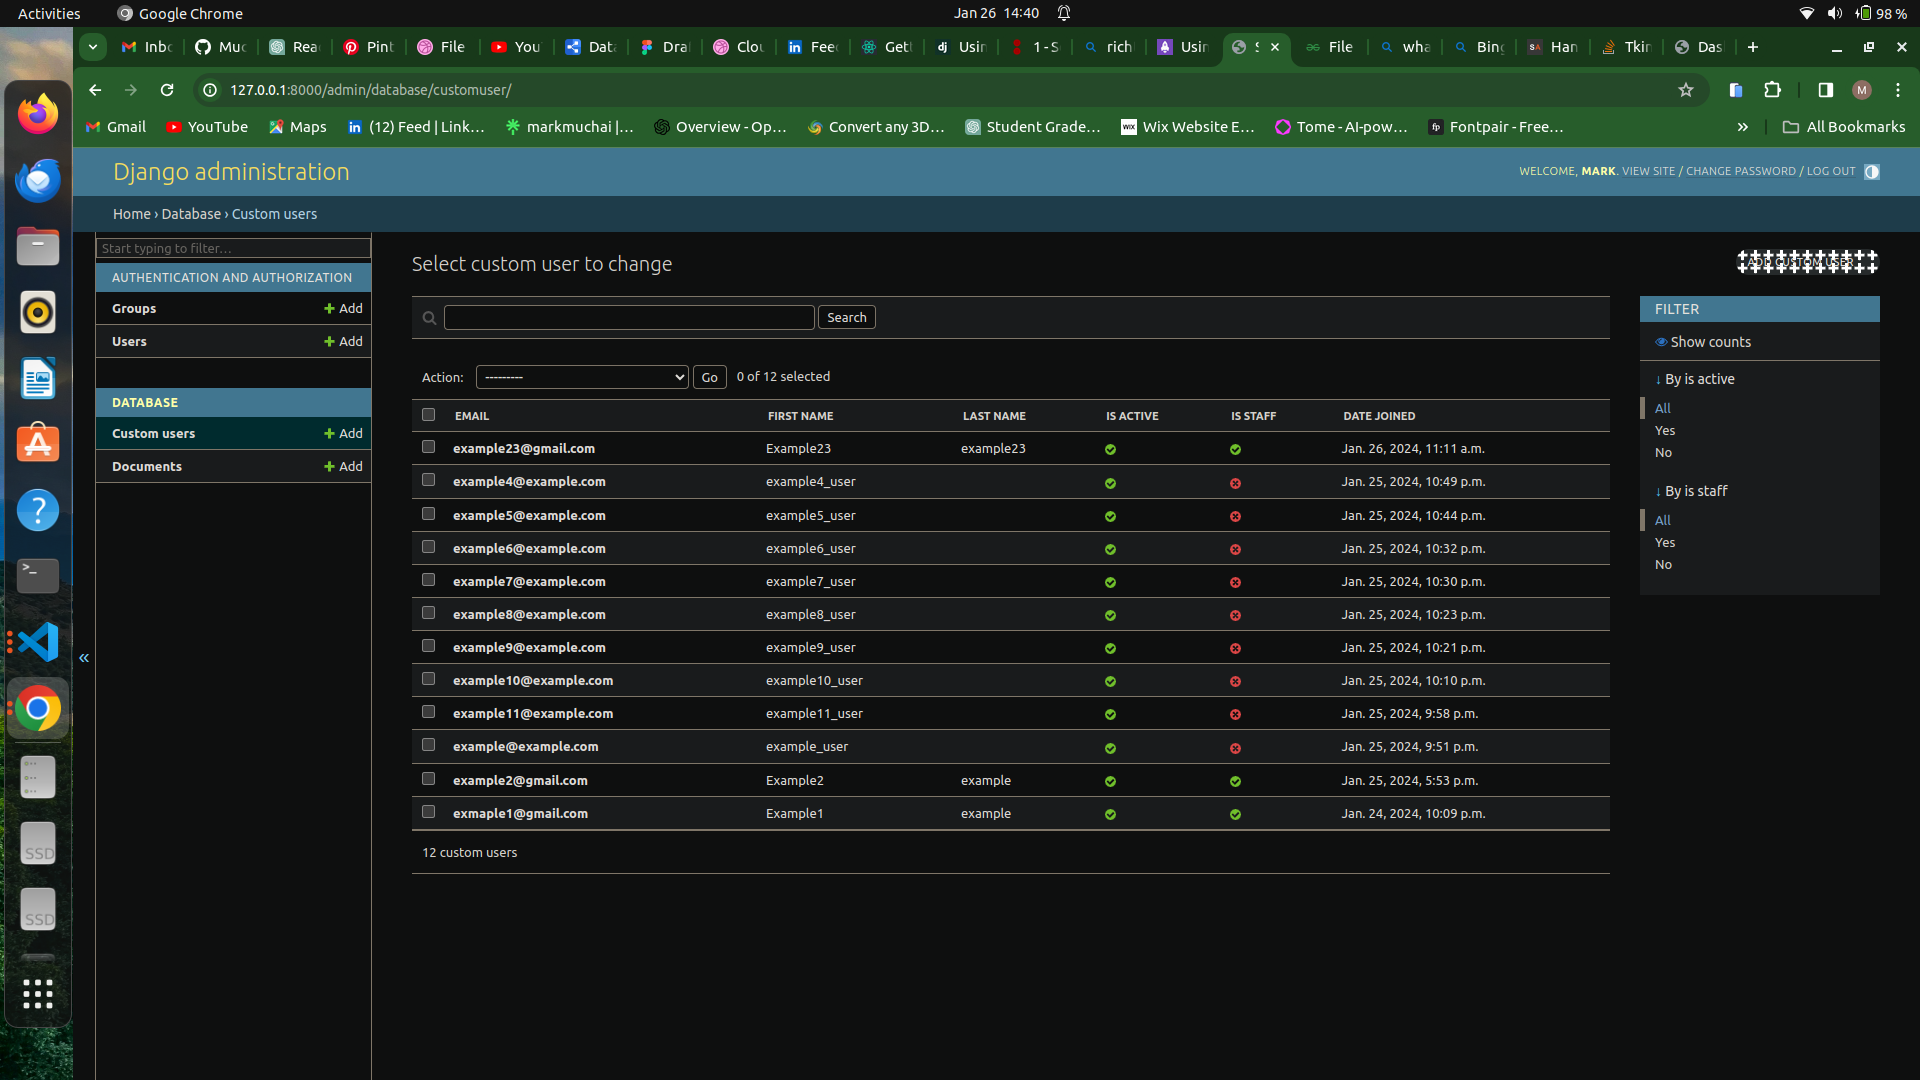 Activities
Google Chrome
Jan 26 14:40
98 %
Inbo
Muc
Rea
Pint
File
You
Data
Dra
Clou
Feed
Gett
Usin
1 - So
rich
Usin
S
File
wha
Bing
Han
Tkin
Das
127.0.0.1:8000/admin/database/customuser/
M
Gmail
YouTube
Maps
(12) Feed | Link...
markmuchai |...
Overview - Op...
Convert any 3D...
Student Grade...
WIX
Wix Website E...
Tome - AI-pow...
fp
Fontpair - Free...
»
All Bookmarks
Django administration
WELCOME, MARK. VIEW SITE / CHANGE PASSWORD / LOG OUT
Home › Database › Custom users
Start typing to filter...
AUTHENTICATION AND AUTHORIZATION
Groups
+ Add
Users
+ Add
DATABASE
Custom users
+ Add
Documents
+ Add
«
Select custom user to change
ADD CUSTOM USER
Search
Action:
---------
Go
0 of 12 selected
EMAIL FIRST NAME LAST NAME IS ACTIVE IS STAFF DATE JOINED
example23@gmail.com Example23 example23 Jan. 26, 2024, 11:11 a.m.
example4@example.com example4_user Jan. 25, 2024, 10:49 p.m.
example5@example.com example5_user Jan. 25, 2024, 10:44 p.m.
example6@example.com example6_user Jan. 25, 2024, 10:32 p.m.
example7@example.com example7_user Jan. 25, 2024, 10:30 p.m.
example8@example.com example8_user Jan. 25, 2024, 10:23 p.m.
example9@example.com example9_user Jan. 25, 2024, 10:21 p.m.
example10@example.com example10_user Jan. 25, 2024, 10:10 p.m.
example11@example.com example11_user Jan. 25, 2024, 9:58 p.m.
example@example.com example_user Jan. 25, 2024, 9:51 p.m.
example2@gmail.com Example2 example Jan. 25, 2024, 5:53 p.m.
exmaple1@gmail.com Example1 example Jan. 24, 2024, 10:09 p.m.
12 custom users
FILTER
Show counts
↓ By is active
All
Yes
No
↓ By is staff
All
Yes
No
SSD
SSD